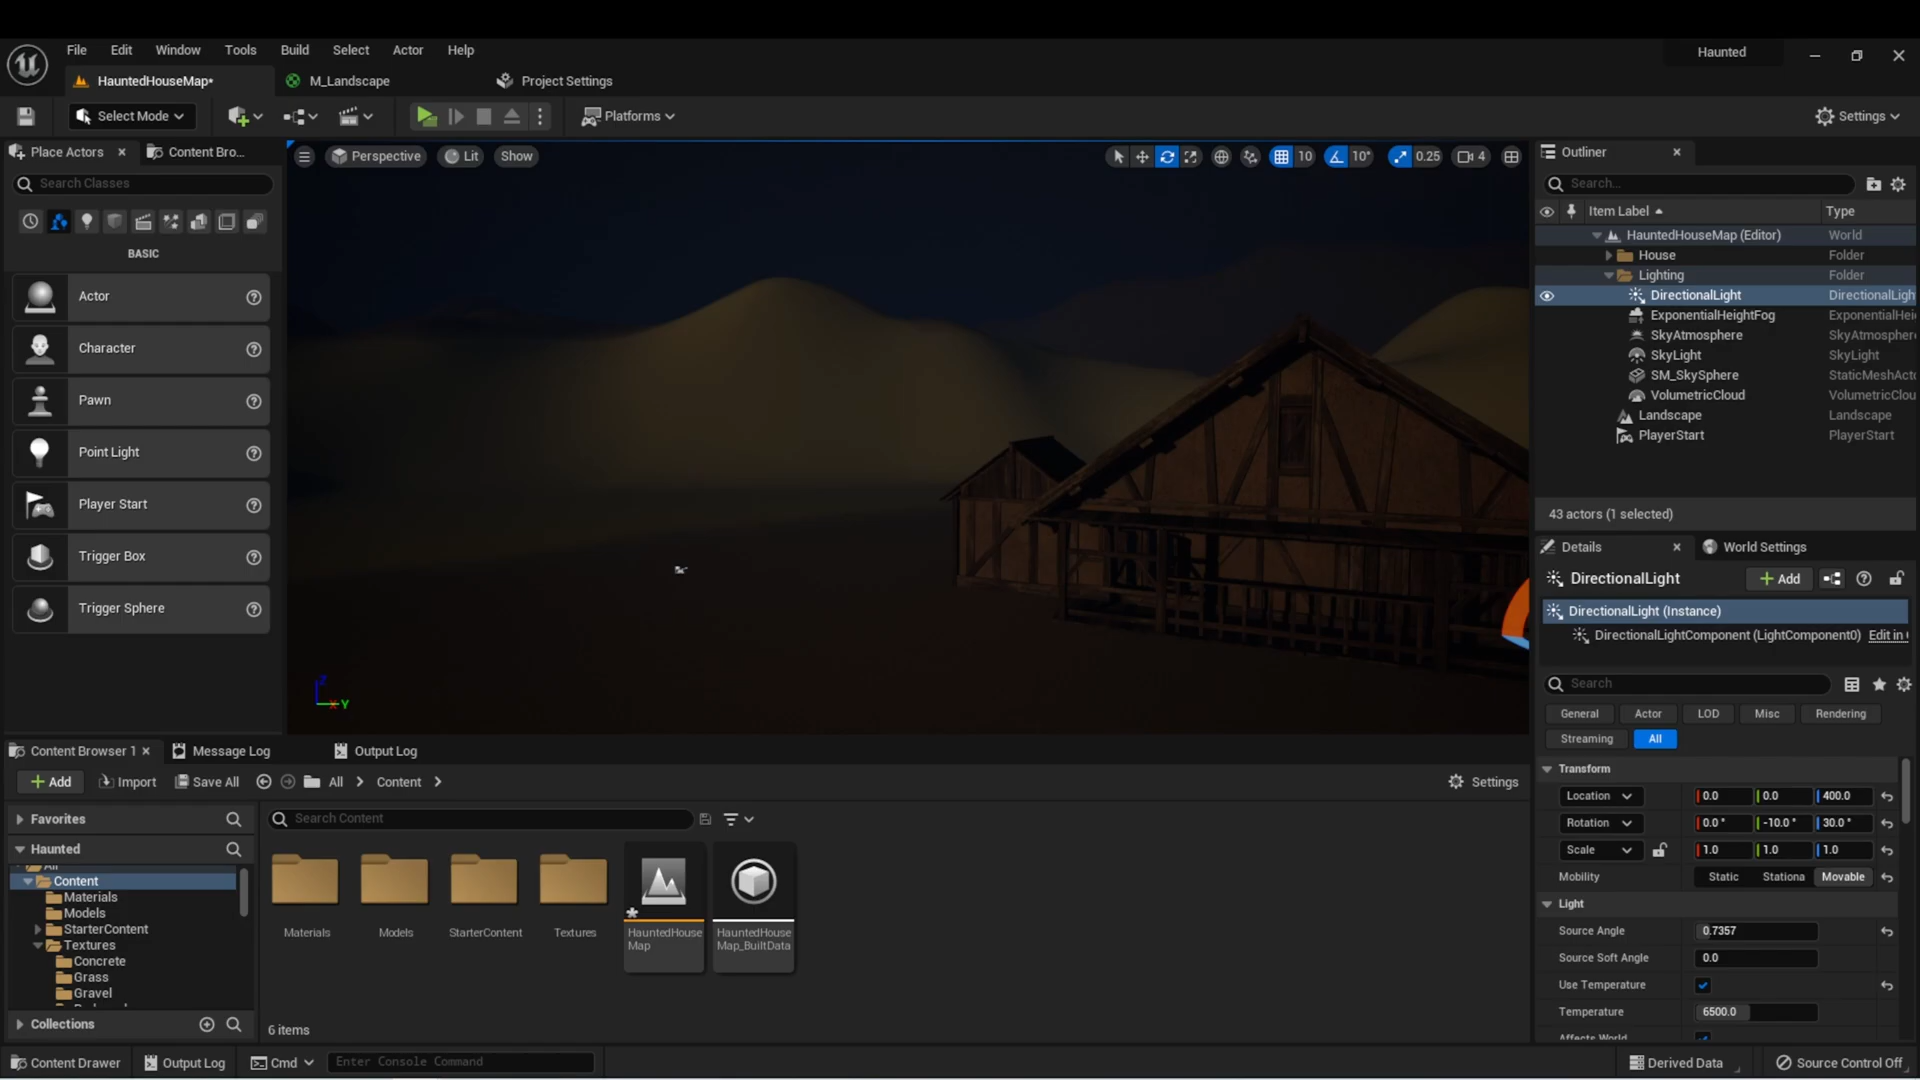 File Edit Window Tools Build Select Actor Help Haunted
HauntedHouseMap* M_Landscape Project Settings
Select Mode Platforms Settings
Place Actors Content Bro...
Search Classes
BASIC
Actor
Character
Pawn
Point Light
Player Start
Trigger Box
Trigger Sphere
Perspective Lit Show 10 10° 0.25 4
Z
X Y
Outliner
Search...
Item Label Type
HauntedHouseMap (Editor) World
House Folder
Lighting Folder
DirectionalLight DirectionalLigh
ExponentialHeightFog ExponentialHei
SkyAtmosphere SkyAtmosphere
SkyLight SkyLight
SM_SkySphere StaticMeshActo
VolumetricCloud VolumetricClou
Landscape Landscape
PlayerStart PlayerStart
43 actors (1 selected)
Details World Settings
DirectionalLight Add
DirectionalLight (Instance)
DirectionalLightComponent (LightComponent0) Edit in
Search
General Actor LOD Misc Rendering
Streaming All
Transform
Location 0.0 0.0 400.0
Rotation 0.0 ° -10.0 ° 30.0 °
Scale 1.0 1.0 1.0
Mobility Static Stationa Movable
Light
Source Angle 0.7357
Source Soft Angle 0.0
Use Temperature
Temperature 6500.0
Affects World
Content Browser 1 Message Log Output Log
Add Import Save All All Content Settings
Favorites
Haunted
All
Content
Materials
Models
StarterContent
Textures
Concrete
Grass
Gravel
Collections
Search Content
Materials
Models
StarterContent
Textures
HauntedHouse
Map
HauntedHouse
Map_BuiltData
6 items
Content Drawer Output Log Cmd Enter Console Command Derived Data Source Control Off